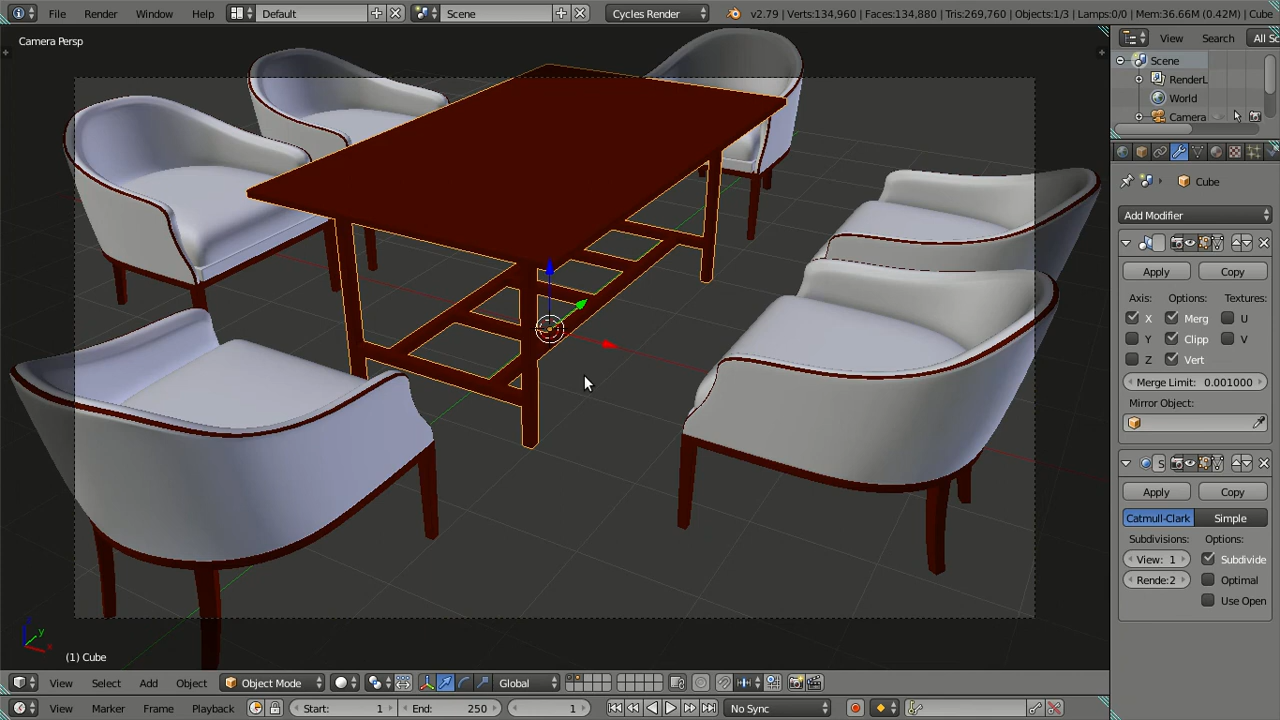 File Render Window Help Default Scene Cycles Render v2.79 | Verts:134,960 | Faces:134,880 | Tris:269,760 | Objects:1/3 | Lamps:0/0 | Mem:36.66M (0.42M) | Cube
Camera Persp
View Search All Sc
Scene
RenderL
World
Camera
Cube
Add Modifier
Apply Copy
Axis: Options: Textures:
X Merg U
Y Clipp V
Z Vert
Merge Limit: 0.001000
Mirror Object:
S
Apply Copy
Catmull-Clark Simple
Subdivisions: Options:
View: 1 Subdivide
Rende:2 Optimal
Use Open
z
y
x
(1) Cube
View Select Add Object Object Mode Global
View Marker Frame Playback Start: 1 End: 250 1 No Sync